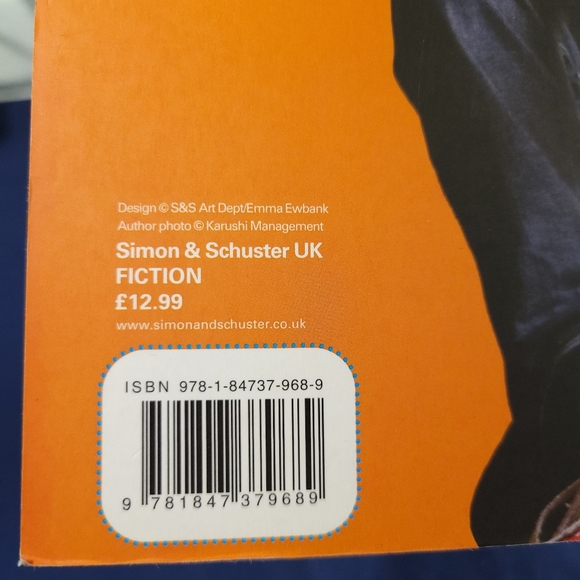 Design © S&S Art Dept/Emma Ewbank
Author photo © Karushi Management
Simon & Schuster UK
FICTION
£12.99
www.simonandschuster.co.uk
ISBN 978-1-84737-968-9
9 781847 379689